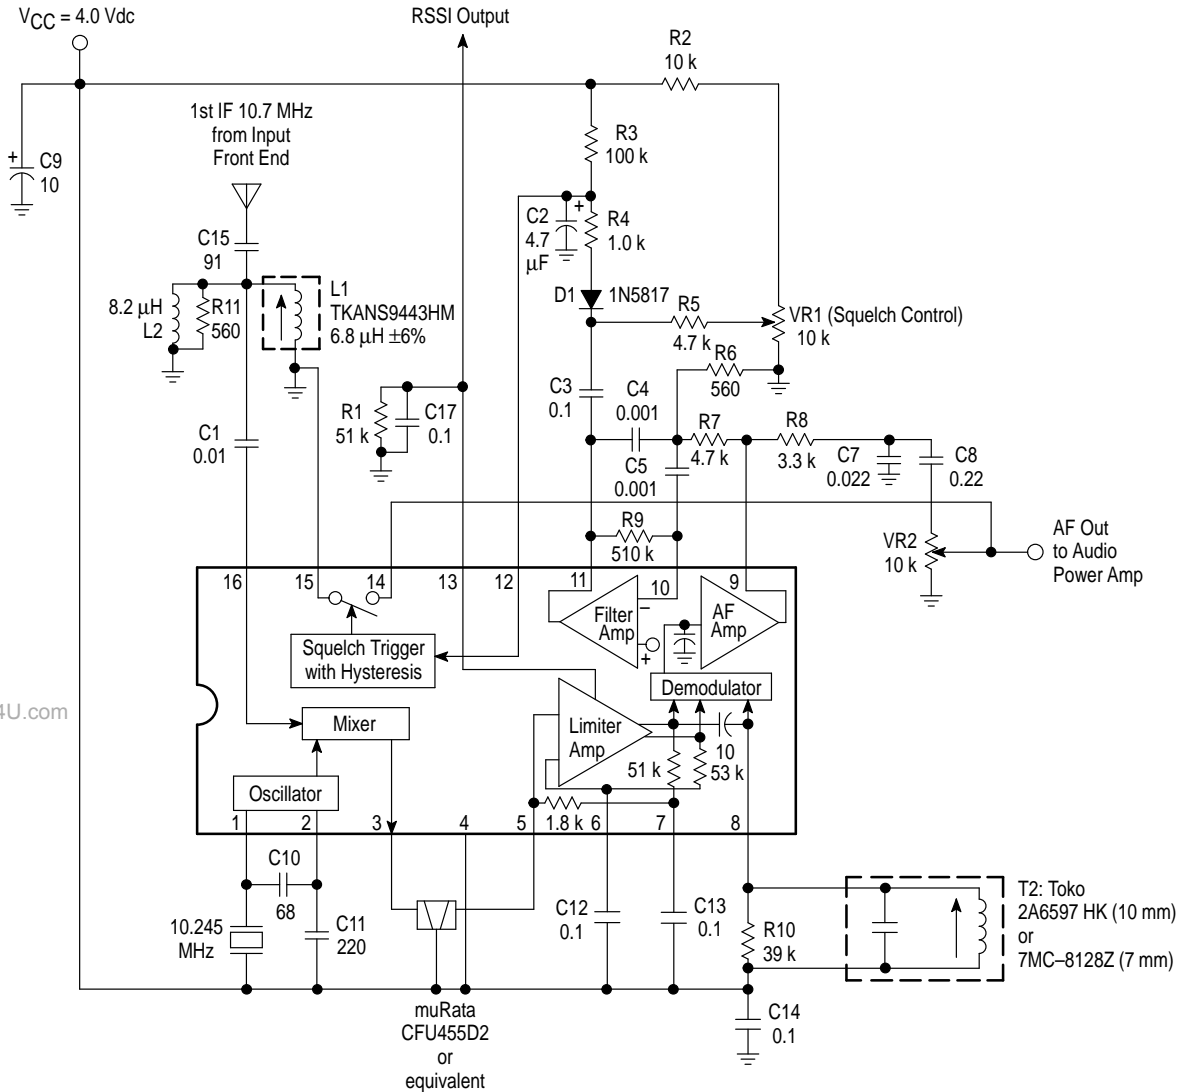 VCC = 4.0 Vdc
RSSI Output
R2
10 k
1st IF 10.7 MHz
from Input
Front End
R3
100 k
+
C9
10
C2
4.7
µF
+
R4
1.0 k
C15
91
8.2 µH
L2
R11
560
L1
TKANS9443HM
6.8 µH ±6%
D1
1N5817
R5
4.7 k
VR1 (Squelch Control)
10 k
R6
560
C3
0.1
C4
0.001
R1
51 k
C17
0.1
C1
0.01
R7
4.7 k
R8
3.3 k
C5
0.001
C7
0.022
C8
0.22
R9
510 k
VR2
10 k
AF Out
to Audio
Power Amp
16
15
14
13
12
11
10
9
Filter
Amp
–
+
AF
Amp
Squelch Trigger
with Hysteresis
Demodulator
4U.com
Mixer
Limiter
Amp
10
51 k
53 k
Oscillator
1.8 k
1
2
3
4
5
6
7
8
C10
68
10.245
MHz
C11
220
C12
0.1
C13
0.1
R10
39 k
T2: Toko
2A6597 HK (10 mm)
or
7MC–8128Z (7 mm)
muRata
CFU455D2
or
equivalent
C14
0.1